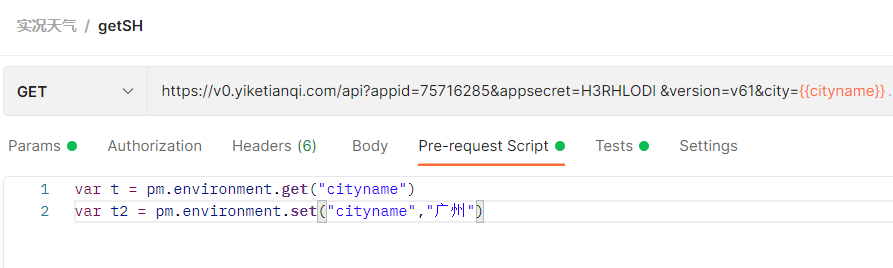 实况天气 / getSH
GET https://v0.yiketianqi.com/api?appid=75716285&appsecret=H3RHLODI &version=v61&city={{cityname}}.
Params Authorization Headers (6) Body Pre-request Script Tests Settings
1 var t = pm.environment.get("cityname")
2 var t2 = pm.environment.set("cityname","广州")